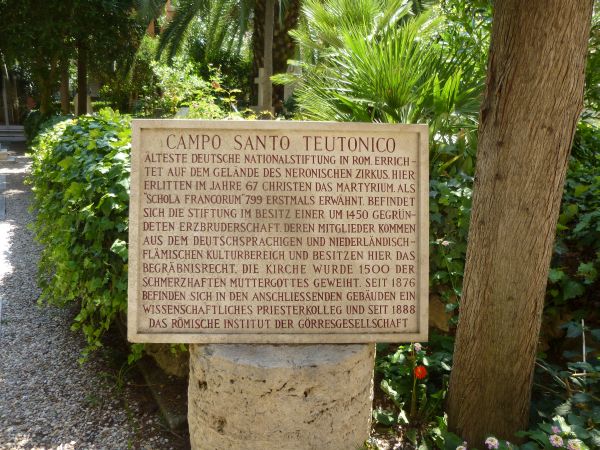 CAMPO SANTO TEUTONICO
ÄLTESTE DEUTSCHE NATIONALSTIFTUNG IN ROM. ERRICH-
TET AUF DEM GELÄNDE DES NERONISCHEN ZIRKUS. HIER
ERLITTEN IM JAHRE 67 CHRISTEN DAS MARTYRIUM. ALS
"SCHOLA FRANCORUM" 799 ERSTMALS ERWÄHNT. BEFINDET
SICH DIE STIFTUNG IM BESITZ EINER UM 1450 GEGRÜN-
DETEN ERZBRUDERSCHAFT. DEREN MITGLIEDER KOMMEN
AUS DEM DEUTSCHSPRACHIGEN UND NIEDERLÄNDISCH-
FLÄMISCHEN KULTURBEREICH UND BESITZEN HIER DAS
BEGRÄBNISRECHT. DIE KIRCHE WURDE 1500 DER
SCHMERZHAFTEN MUTTERGOTTES GEWEIHT. SEIT 1876
BEFINDEN SICH IN DEN ANSCHLIESSENDEN GEBÄUDEN EIN
WISSENSCHAFTLICHES PRIESTERKOLLEG UND SEIT 1888
DAS RÖMISCHE INSTITUT DER GÖRRESGESELLSCHAFT